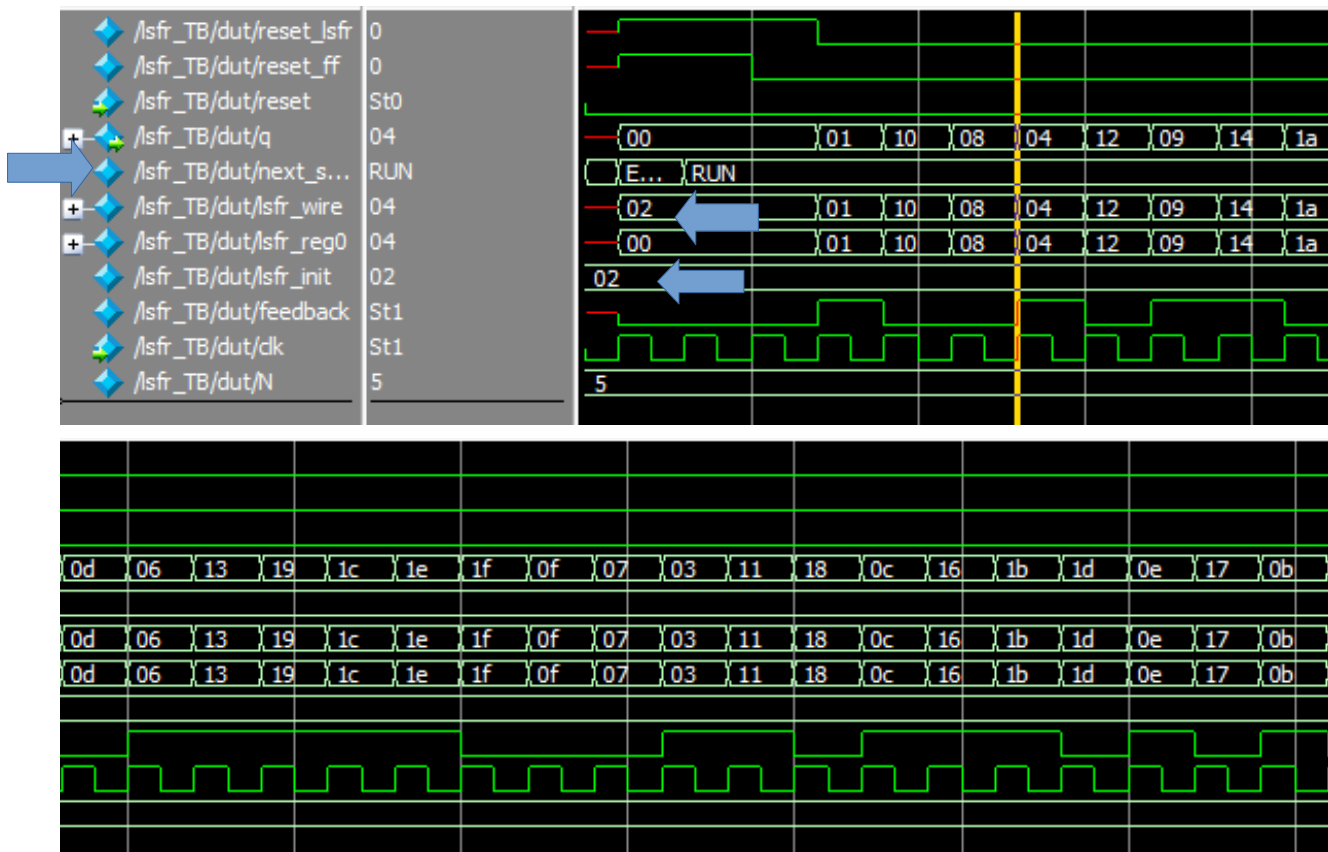 /lsfr_TB/dut/reset_lsfr 0
/lsfr_TB/dut/reset_ff 0
/lsfr_TB/dut/reset St0
/lsfr_TB/dut/q 04 00 01 10 08 04 12 09 14 1a
/lsfr_TB/dut/next_s... RUN E... RUN
/lsfr_TB/dut/lsfr_wire 04 02 01 10 08 04 12 09 14 1a
/lsfr_TB/dut/lsfr_reg0 04 00 01 10 08 04 12 09 14 1a
/lsfr_TB/dut/lsfr_init 02 02
/lsfr_TB/dut/feedback St1
/lsfr_TB/dut/clk St1
/lsfr_TB/dut/N 5 5
0d 06 13 19 1c 1e 1f 0f 07 03 11 18 0c 16 1b 1d 0e 17 0b
0d 06 13 19 1c 1e 1f 0f 07 03 11 18 0c 16 1b 1d 0e 17 0b
0d 06 13 19 1c 1e 1f 0f 07 03 11 18 0c 16 1b 1d 0e 17 0b